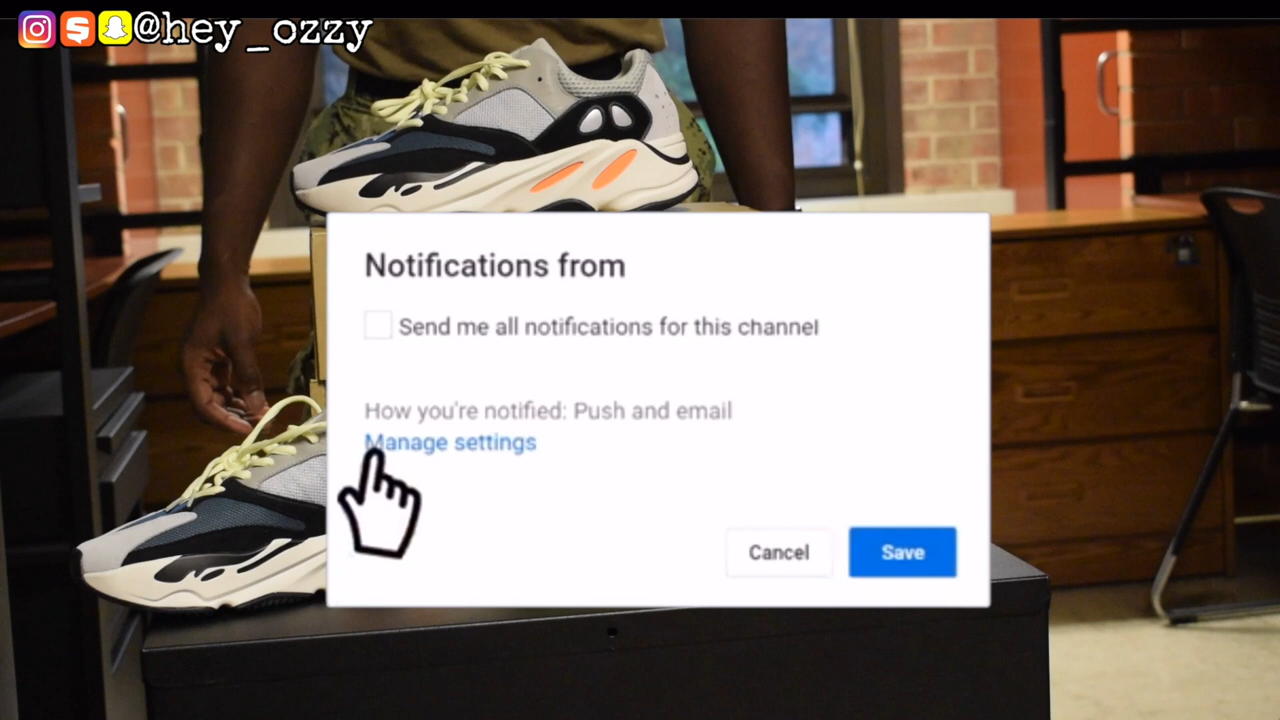 @hey_ozzy
Notifications from
Send me all notifications for this channel
How you're notified: Push and email
Manage settings
Cancel
Save